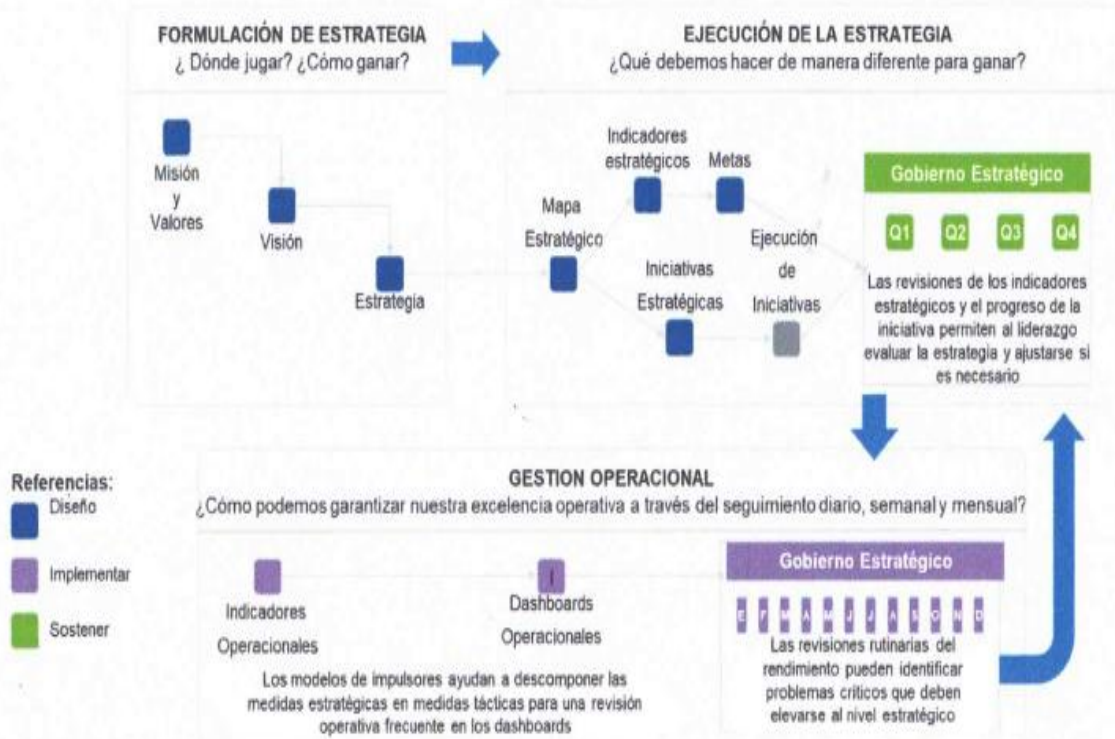 FORMULACIÓN DE ESTRATEGIA
¿ Dónde jugar? ¿Cómo ganar?
Misión
y
Valores
Visión
Estrategia
EJECUCIÓN DE LA ESTRATEGIA
¿Qué debemos hacer de manera diferente para ganar?
Indicadores
estratégicos
Metas
Mapa
Estratégico
Iniciativas
Estratégicas
Ejecución
de
Iniciativas
Gobierno Estratégico
Q1 Q2 Q3 Q4
Las revisiones de los indicadores
estratégicos y el progreso de la
iniciativa permiten al liderazgo
evaluar la estrategia y ajustarse si
es necesario
Referencias:
Diseño
Implementar
Sostener
GESTION OPERACIONAL
¿Cómo podemos garantizar nuestra excelencia operativa a través del seguimiento diario, semanal y mensual?
Indicadores
Operacionales
I
Dashboards
Operacionales
Los modelos de impulsores ayudan a descomponer las
medidas estratégicas en medidas tácticas para una revisión
operativa frecuente en los dashboards
Gobierno Estratégico
E F M A M J J A S O N D
Las revisiones rutinarias del
rendimiento pueden identificar
problemas críticos que deben
elevarse al nivel estratégico